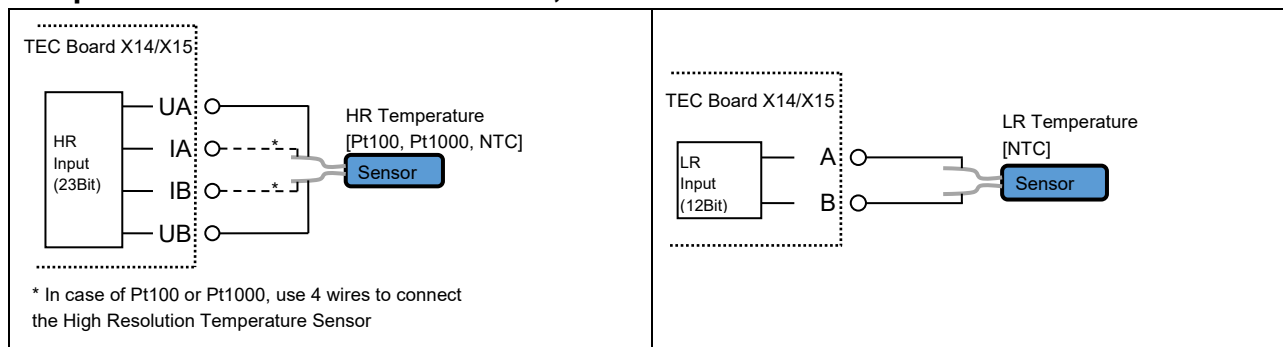 TEC Board X14/X15
HR
Input
(23Bit)
UA
IA
IB
UB
*
*
HR Temperature
[Pt100, Pt1000, NTC]
Sensor
* In case of Pt100 or Pt1000, use 4 wires to connect
the High Resolution Temperature Sensor
TEC Board X14/X15
LR
Input
(12Bit)
A
B
LR Temperature
[NTC]
Sensor